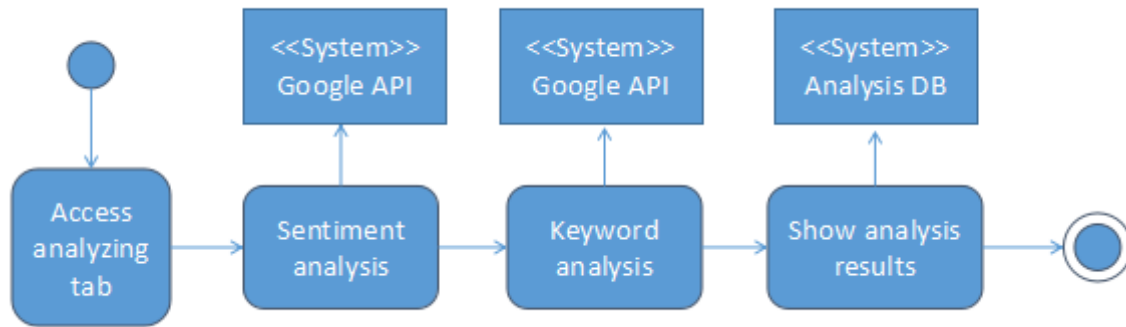 <<System>>
Google API
<<System>>
Google API
<<System>>
Analysis DB
Access
analyzing
tab
Sentiment
analysis
Keyword
analysis
Show analysis
results